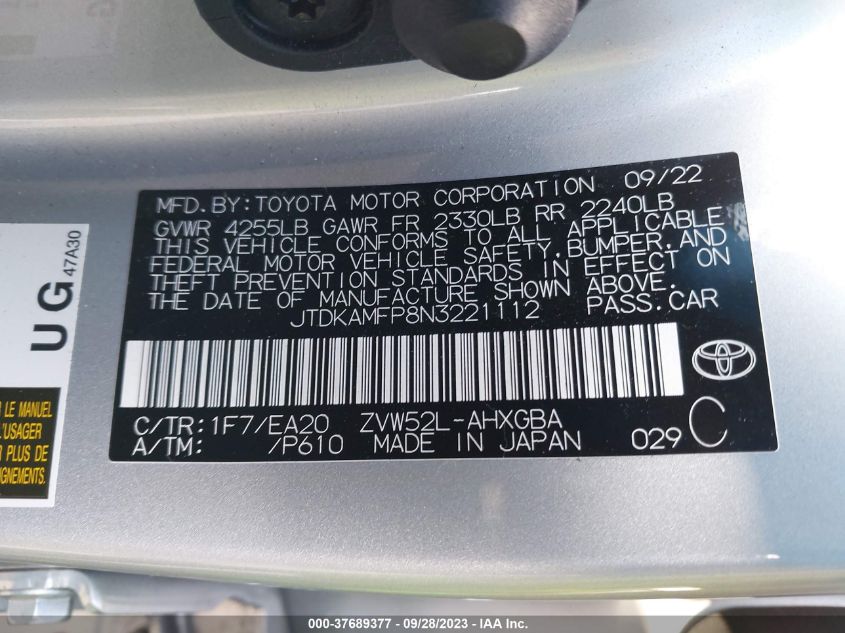 MFD. BY: TOYOTA MOTOR CORPORATION 09/22
GVWR 4255LB GAWR FR 2330LB RR 2240LB
THIS VEHICLE CONFORMS TO ALL APPLICABLE
FEDERAL MOTOR VEHICLE SAFETY, BUMPER, AND
THEFT PREVENTION STANDARDS IN EFFECT ON
THE DATE OF MANUFACTURE SHOWN ABOVE.
JTDKAMFP8N3221112 PASS. CAR
C/TR: 1F7/EA20 ZVW52L-AHXGBA
A/TM: /P610 MADE IN JAPAN 029 C
UG 47A30
LE MANUEL
L'USAGER
PLUS DE
GNEMENTS.
000-37689377 - 09/28/2023 - IAA Inc.